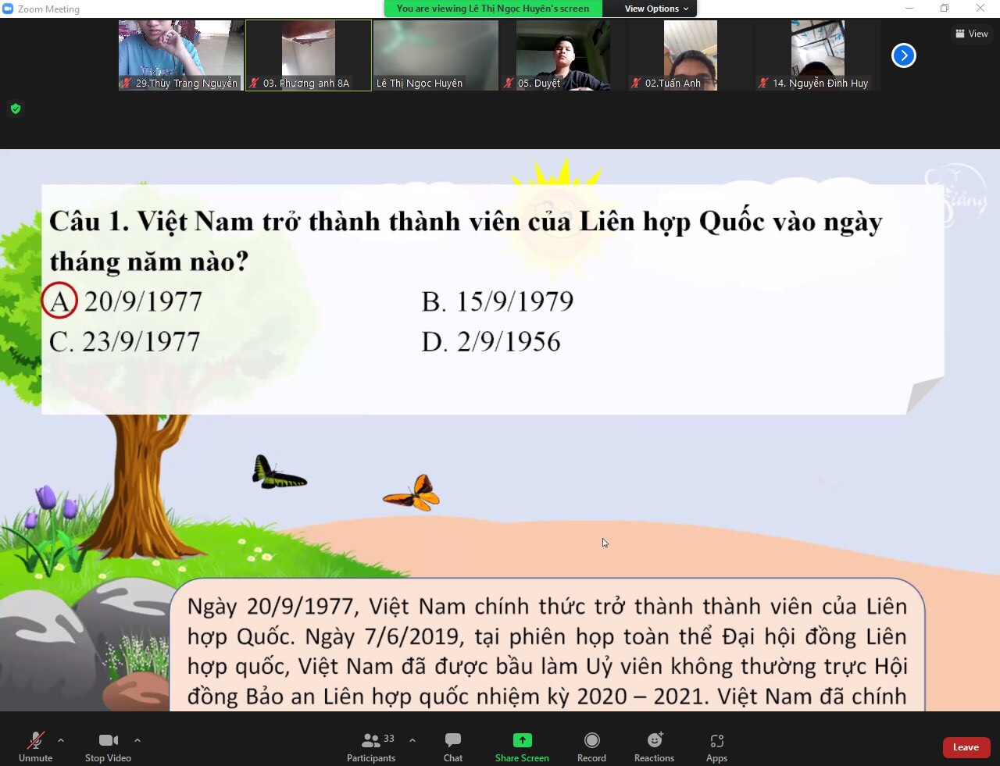 Zoom Meeting
You are viewing Lê Thị Ngọc Huyên's screen
View Options
View
29.Thùy Trang Nguyễn
03. Phương anh 8A
Lê Thị Ngọc Huyên
05. Duyệt
02.Tuấn Anh
14. Nguyễn Đình Huy
Câu 1. Việt Nam trở thành thành viên của Liên hợp Quốc vào ngày
tháng năm nào?
A. 20/9/1977 B. 15/9/1979
C. 23/9/1977 D. 2/9/1956
Ngày 20/9/1977, Việt Nam chính thức trở thành thành viên của Liên
hợp Quốc. Ngày 7/6/2019, tại phiên họp toàn thể Đại hội đồng Liên
hợp quốc, Việt Nam đã được bầu làm Uỷ viên không thường trực Hội
đồng Bảo an Liên hợp quốc nhiệm kỳ 2020 – 2021. Việt Nam đã chính
Unmute
Stop Video
33
Participants
Chat
Share Screen
Record
Reactions
Apps
Leave